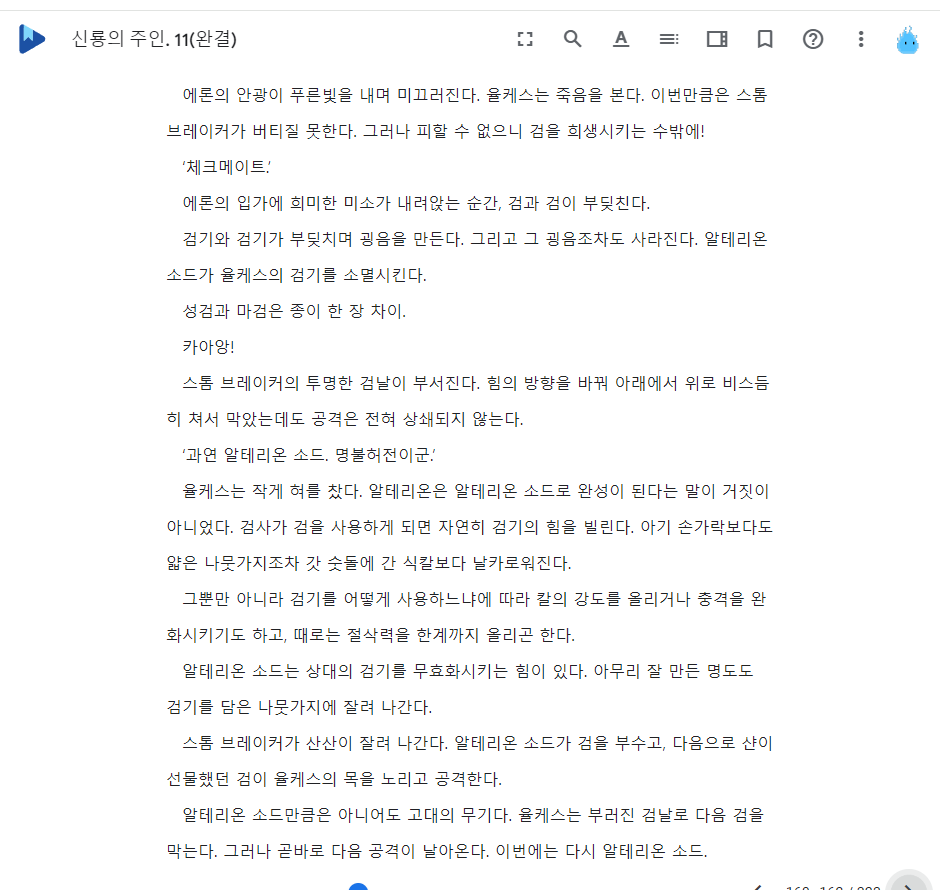 신룡의 주인. 11(완결)
에론의 안광이 푸른빛을 내며 미끄러진다. 율케스는 죽음을 본다. 이번만큼은 스톰
브레이커가 버티질 못한다. 그러나 피할 수 없으니 검을 희생시키는 수밖에!
‘체크메이트.’
에론의 입가에 희미한 미소가 내려앉는 순간, 검과 검이 부딪친다.
검기와 검기가 부딪치며 굉음을 만든다. 그리고 그 굉음조차도 사라진다. 알테리온
소드가 율케스의 검기를 소멸시킨다.
성검과 마검은 종이 한 장 차이.
카아앙!
스톰 브레이커의 투명한 검날이 부서진다. 힘의 방향을 바꿔 아래에서 위로 비스듬
히 쳐서 막았는데도 공격은 전혀 상쇄되지 않는다.
‘과연 알테리온 소드. 명불허전이군.’
율케스는 작게 혀를 찼다. 알테리온은 알테리온 소드로 완성이 된다는 말이 거짓이
아니었다. 검사가 검을 사용하게 되면 자연히 검기의 힘을 빌린다. 아기 손가락보다도
얇은 나뭇가지조차 갓 숫돌에 간 식칼보다 날카로워진다.
그뿐만 아니라 검기를 어떻게 사용하느냐에 따라 칼의 강도를 올리거나 충격을 완
화시키기도 하고, 때로는 절삭력을 한계까지 올리곤 한다.
알테리온 소드는 상대의 검기를 무효화시키는 힘이 있다. 아무리 잘 만든 명도도
검기를 담은 나뭇가지에 잘려 나간다.
스톰 브레이커가 산산이 잘려 나간다. 알테리온 소드가 검을 부수고, 다음으로 샨이
선물했던 검이 율케스의 목을 노리고 공격한다.
알테리온 소드만큼은 아니어도 고대의 무기다. 율케스는 부러진 검날로 다음 검을
막는다. 그러나 곧바로 다음 공격이 날아온다. 이번에는 다시 알테리온 소드.